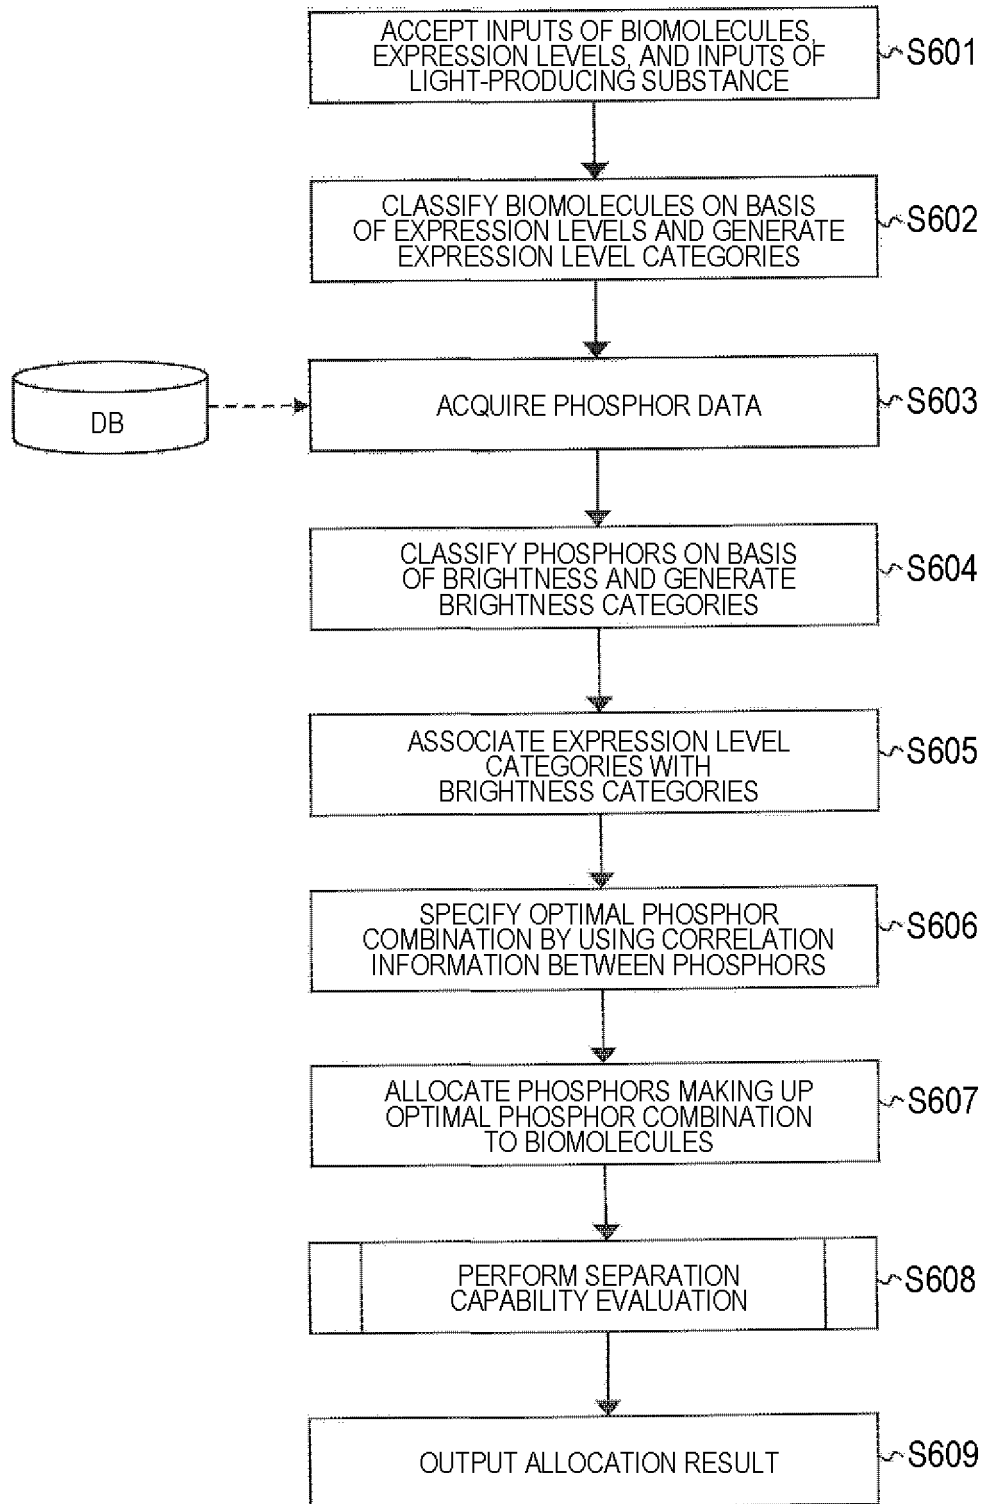 ACCEPT INPUTS OF BIOMOLECULES,
EXPRESSION LEVELS, AND INPUTS OF
LIGHT-PRODUCING SUBSTANCE
S601
CLASSIFY BIOMOLECULES ON BASIS
OF EXPRESSION LEVELS AND GENERATE
EXPRESSION LEVEL CATEGORIES
S602
DB
ACQUIRE PHOSPHOR DATA
S603
CLASSIFY PHOSPHORS ON BASIS
OF BRIGHTNESS AND GENERATE
BRIGHTNESS CATEGORIES
S604
ASSOCIATE EXPRESSION LEVEL
CATEGORIES WITH
BRIGHTNESS CATEGORIES
S605
SPECIFY OPTIMAL PHOSPHOR
COMBINATION BY USING CORRELATION
INFORMATION BETWEEN PHOSPHORS
S606
ALLOCATE PHOSPHORS MAKING UP
OPTIMAL PHOSPHOR COMBINATION
TO BIOMOLECULES
S607
PERFORM SEPARATION
CAPABILITY EVALUATION
S608
OUTPUT ALLOCATION RESULT
S609